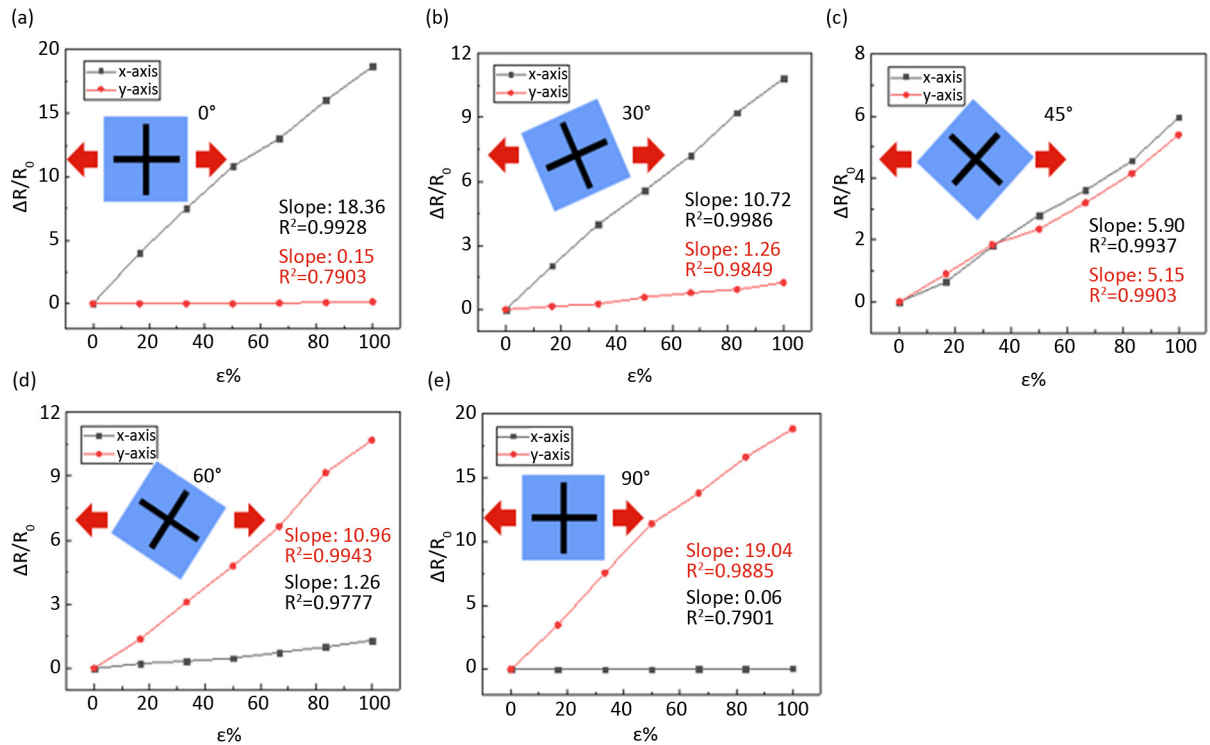 (a)
20
15
10
5
0
ΔR/R₀
x-axis
y-axis
0°
Slope: 18.36
R²=0.9928
Slope: 0.15
R²=0.7903
0 20 40 60 80 100
ε%
(b)
12
9
6
3
0
ΔR/R₀
x-axis
y-axis
30°
Slope: 10.72
R²=0.9986
Slope: 1.26
R²=0.9849
0 20 40 60 80 100
ε%
(c)
8
6
4
2
0
ΔR/R₀
x-axis
y-axis
45°
Slope: 5.90
R²=0.9937
Slope: 5.15
R²=0.9903
0 20 40 60 80 100
ε%
(d)
12
9
6
3
0
ΔR/R₀
x-axis
y-axis
60°
Slope: 10.96
R²=0.9943
Slope: 1.26
R²=0.9777
0 20 40 60 80 100
ε%
(e)
20
15
10
5
0
ΔR/R₀
x-axis
y-axis
90°
Slope: 19.04
R²=0.9885
Slope: 0.06
R²=0.7901
0 20 40 60 80 100
ε%